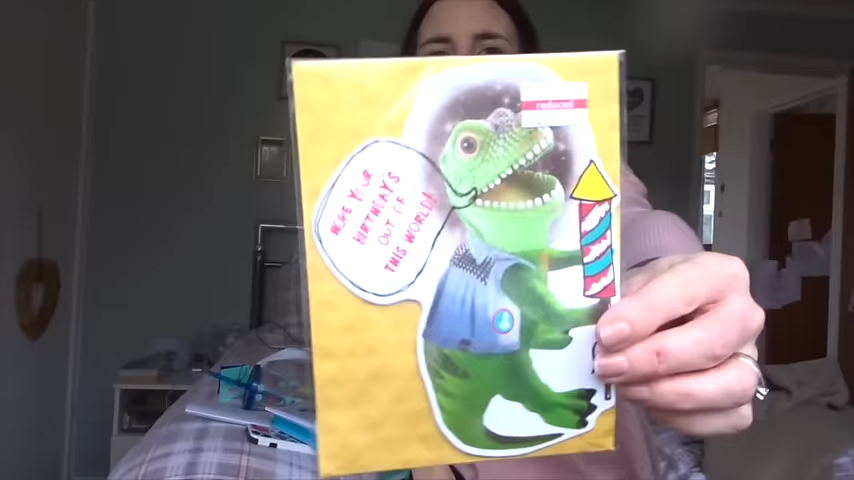 reduced
HOPE YOUR
BIRTHDAY'S
OUT OF
THIS WORLD!